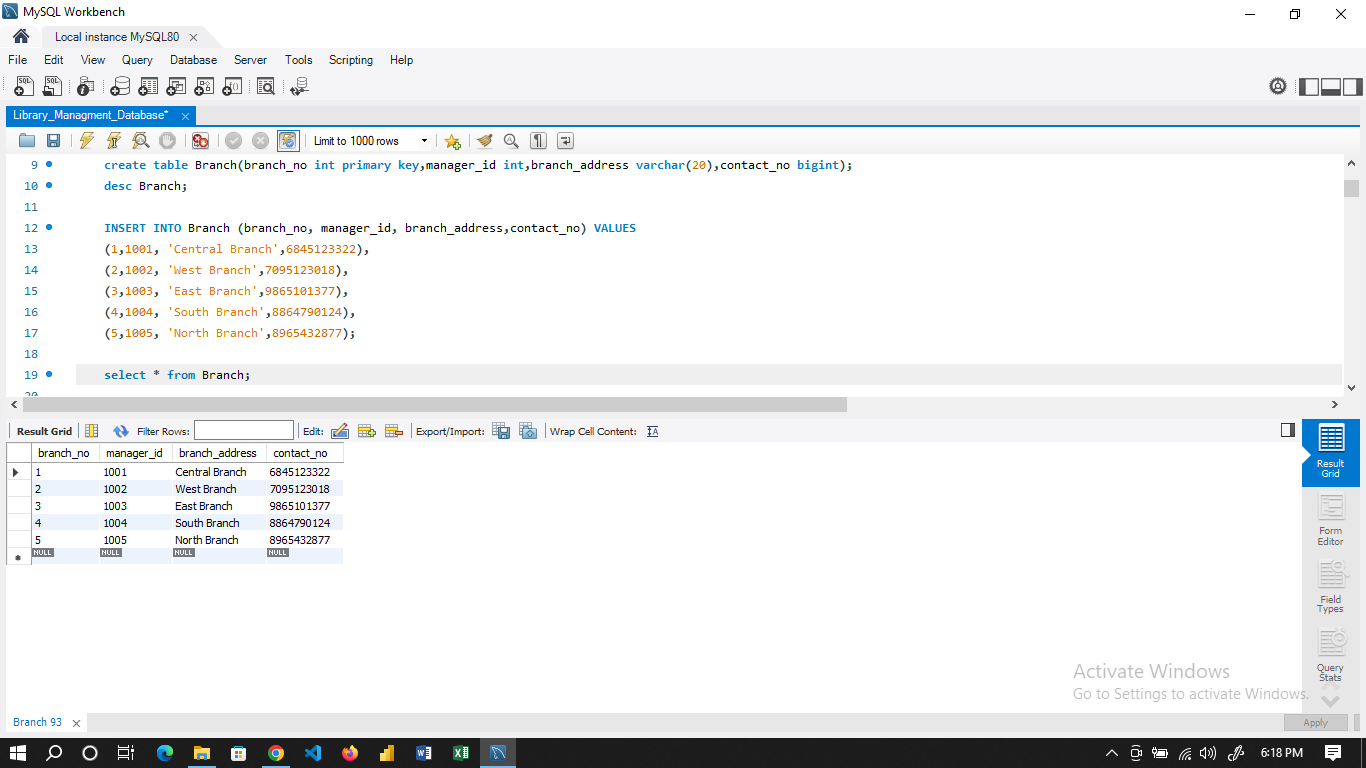 MySQL Workbench
Local instance MySQL80
File Edit View Query Database Server Tools Scripting Help
Library_Managment_Database*
Limit to 1000 rows
9 create table Branch(branch_no int primary key,manager_id int,branch_address varchar(20),contact_no bigint);
10 desc Branch;
11
12 INSERT INTO Branch (branch_no, manager_id, branch_address,contact_no) VALUES
13 (1,1001, 'Central Branch',6845123322),
14 (2,1002, 'West Branch',7095123018),
15 (3,1003, 'East Branch',9865101377),
16 (4,1004, 'South Branch',8864790124),
17 (5,1005, 'North Branch',8965432877);
18
19 select * from Branch;
20
Result Grid Filter Rows: Edit: Export/Import: Wrap Cell Content: IA
branch_no manager_id branch_address contact_no
1 1001 Central Branch 6845123322
2 1002 West Branch 7095123018
3 1003 East Branch 9865101377
4 1004 South Branch 8864790124
5 1005 North Branch 8965432877
NULL NULL NULL NULL
Result
Grid
Form
Editor
Field
Types
Query
Stats
Activate Windows
Go to Settings to activate Windows.
Branch 93
Apply
6:18 PM